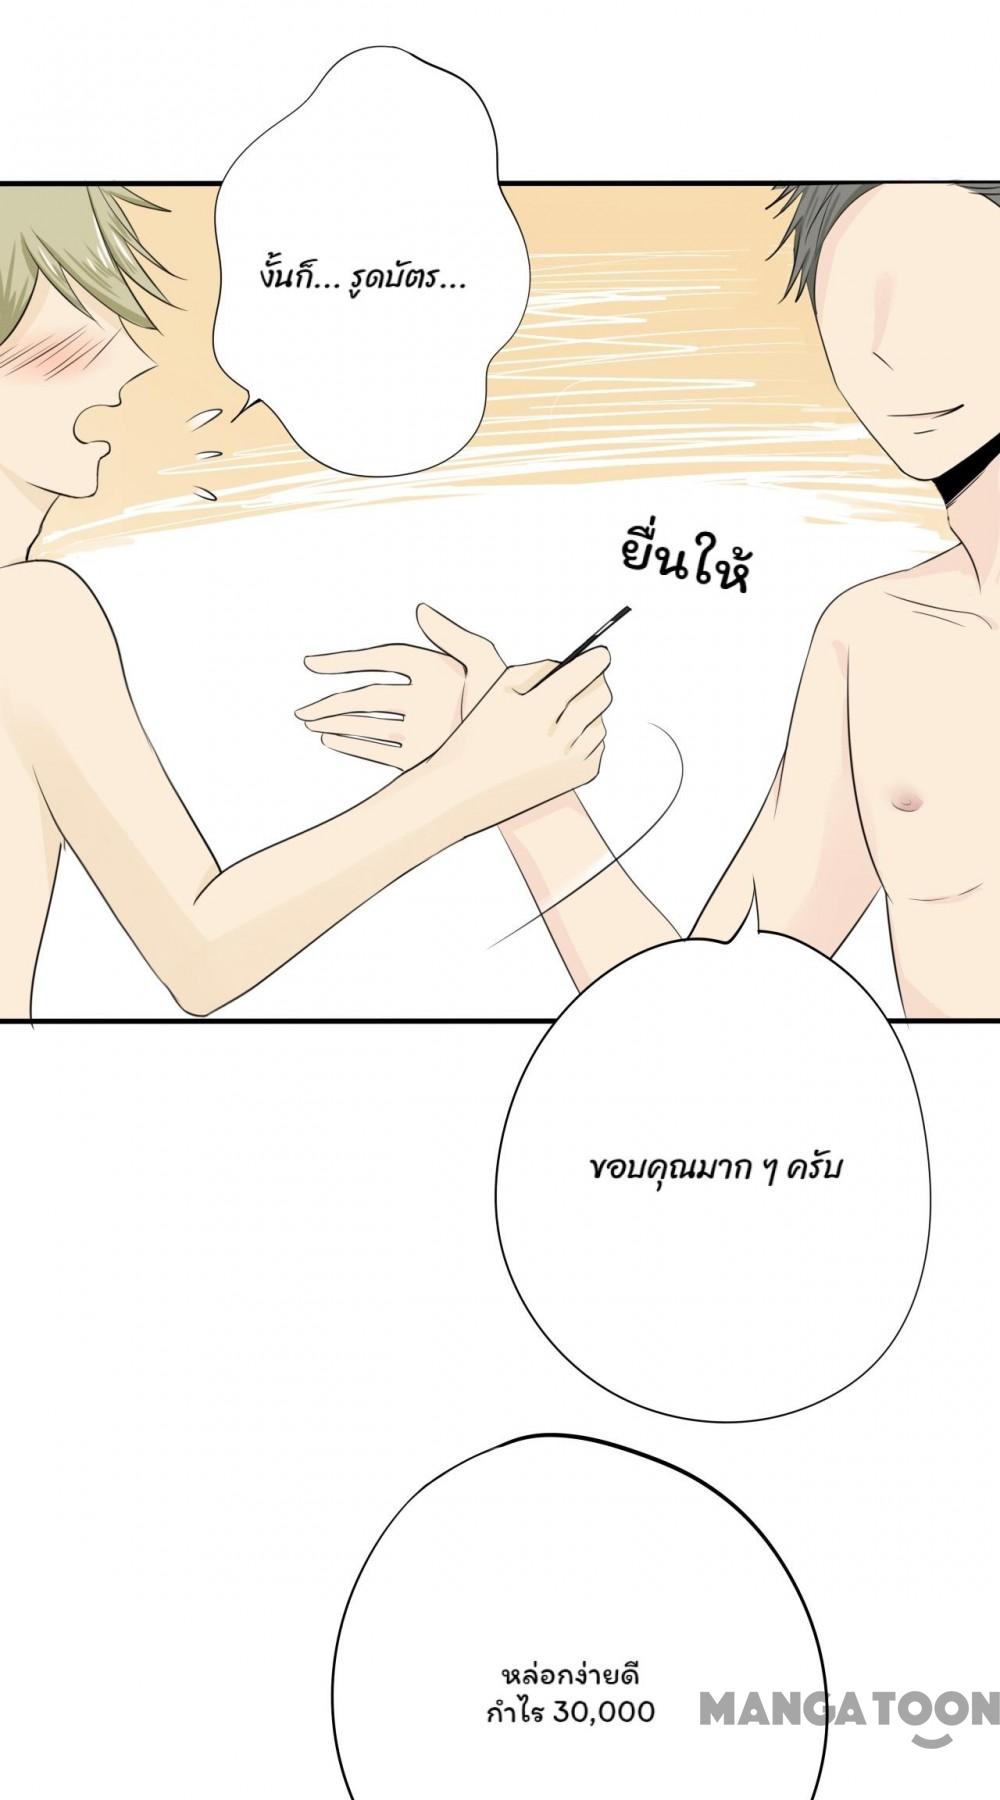 งั้นก็... รูดบัตร...
ยื่นให้
ขอบคุณมาก ๆ ครับ
หล่อกง่ายดี
กำไร 30,000
MANGATOON